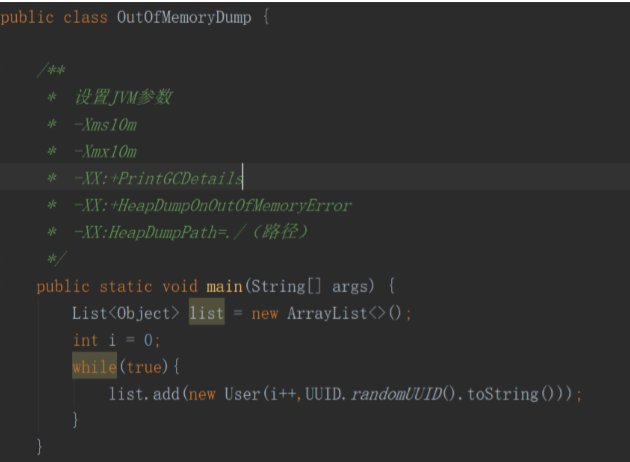 public class OutOfMemoryDump {
/**
* 设置JVM参数
* -Xms10m
* -Xmx10m
* -XX:+PrintGCDetails
* -XX:+HeapDumpOnOutOfMemoryError
* -XX:HeapDumpPath=./（路径）
*/
public static void main(String[] args) {
List<Object> list = new ArrayList<>();
int i = 0;
while(true){
list.add(new User(i++,UUID.randomUUID().toString()));
}
}